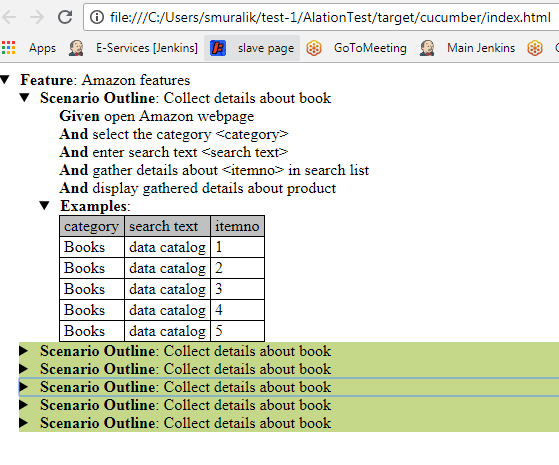 file:///C:/Users/smuralik/test-1/AlationTest/target/cucumber/index.html
Apps E-Services [Jenkins] slave page GoToMeeting Main Jenkins
Feature: Amazon features
Scenario Outline: Collect details about book
Given open Amazon webpage
And select the category <category>
And enter search text <search text>
And gather details about <itemno> in search list
And display gathered details about product
Examples:
category search text itemno
Books data catalog 1
Books data catalog 2
Books data catalog 3
Books data catalog 4
Books data catalog 5
Scenario Outline: Collect details about book
Scenario Outline: Collect details about book
Scenario Outline: Collect details about book
Scenario Outline: Collect details about book
Scenario Outline: Collect details about book